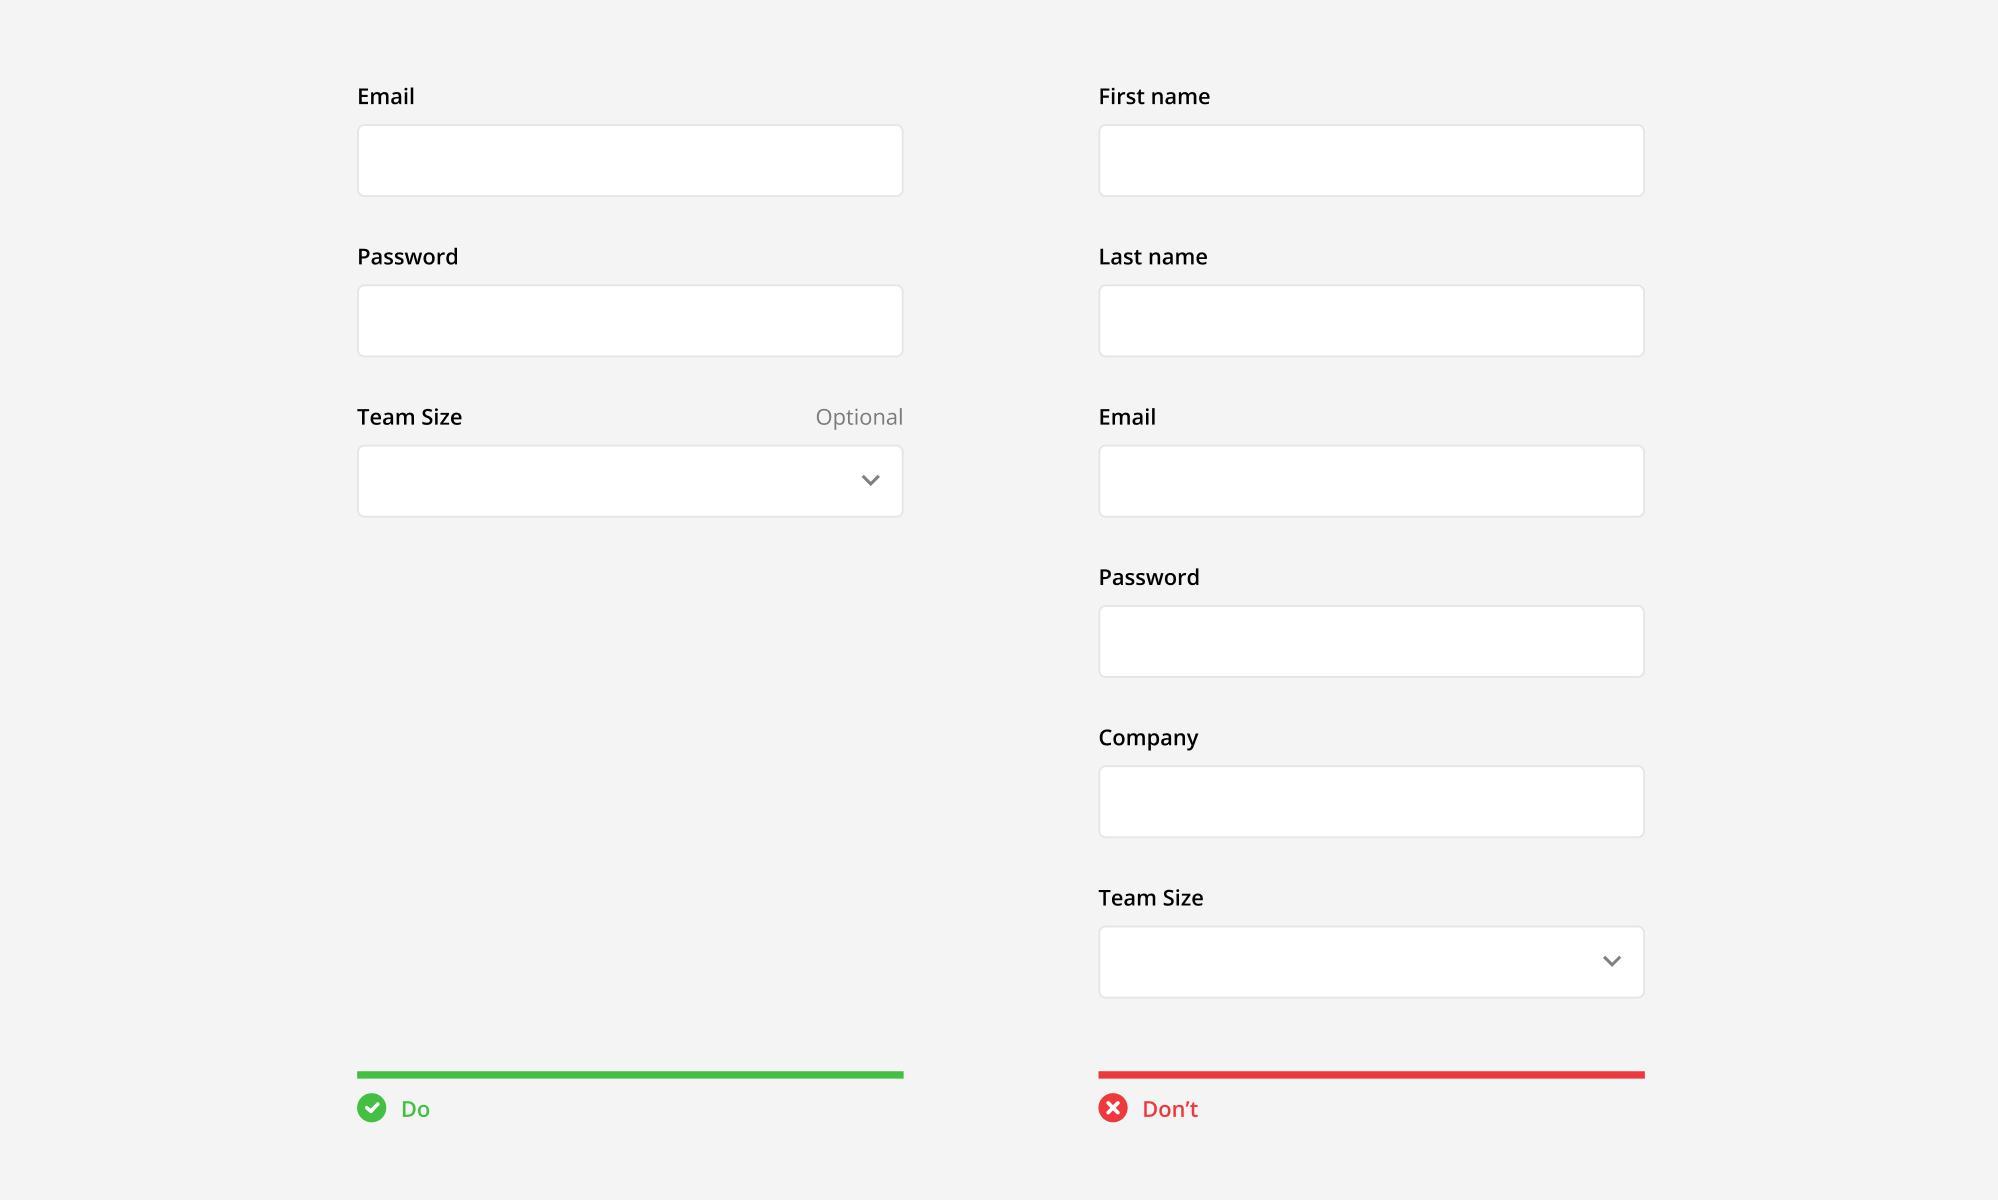 Email
Password
Team Size
Optional
Do
First name
Last name
Email
Password
Company
Team Size
Don’t